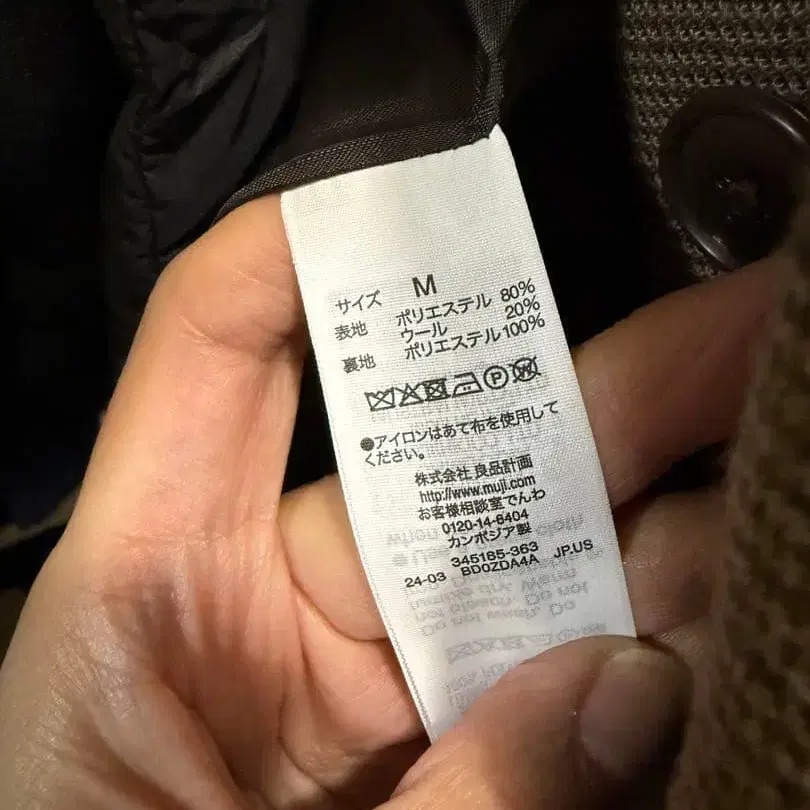 サイズ M
表地 ポリエステル 80%
ウール 20%
裏地 ポリエステル100%
●アイロンはあて布を使用して
ください。
株式会社 良品計画
http://www.muji.com
お客様相談室でんわ
0120-14-6404
カンボジア製
345185-363
24-03 BD0ZDA4A JP.US